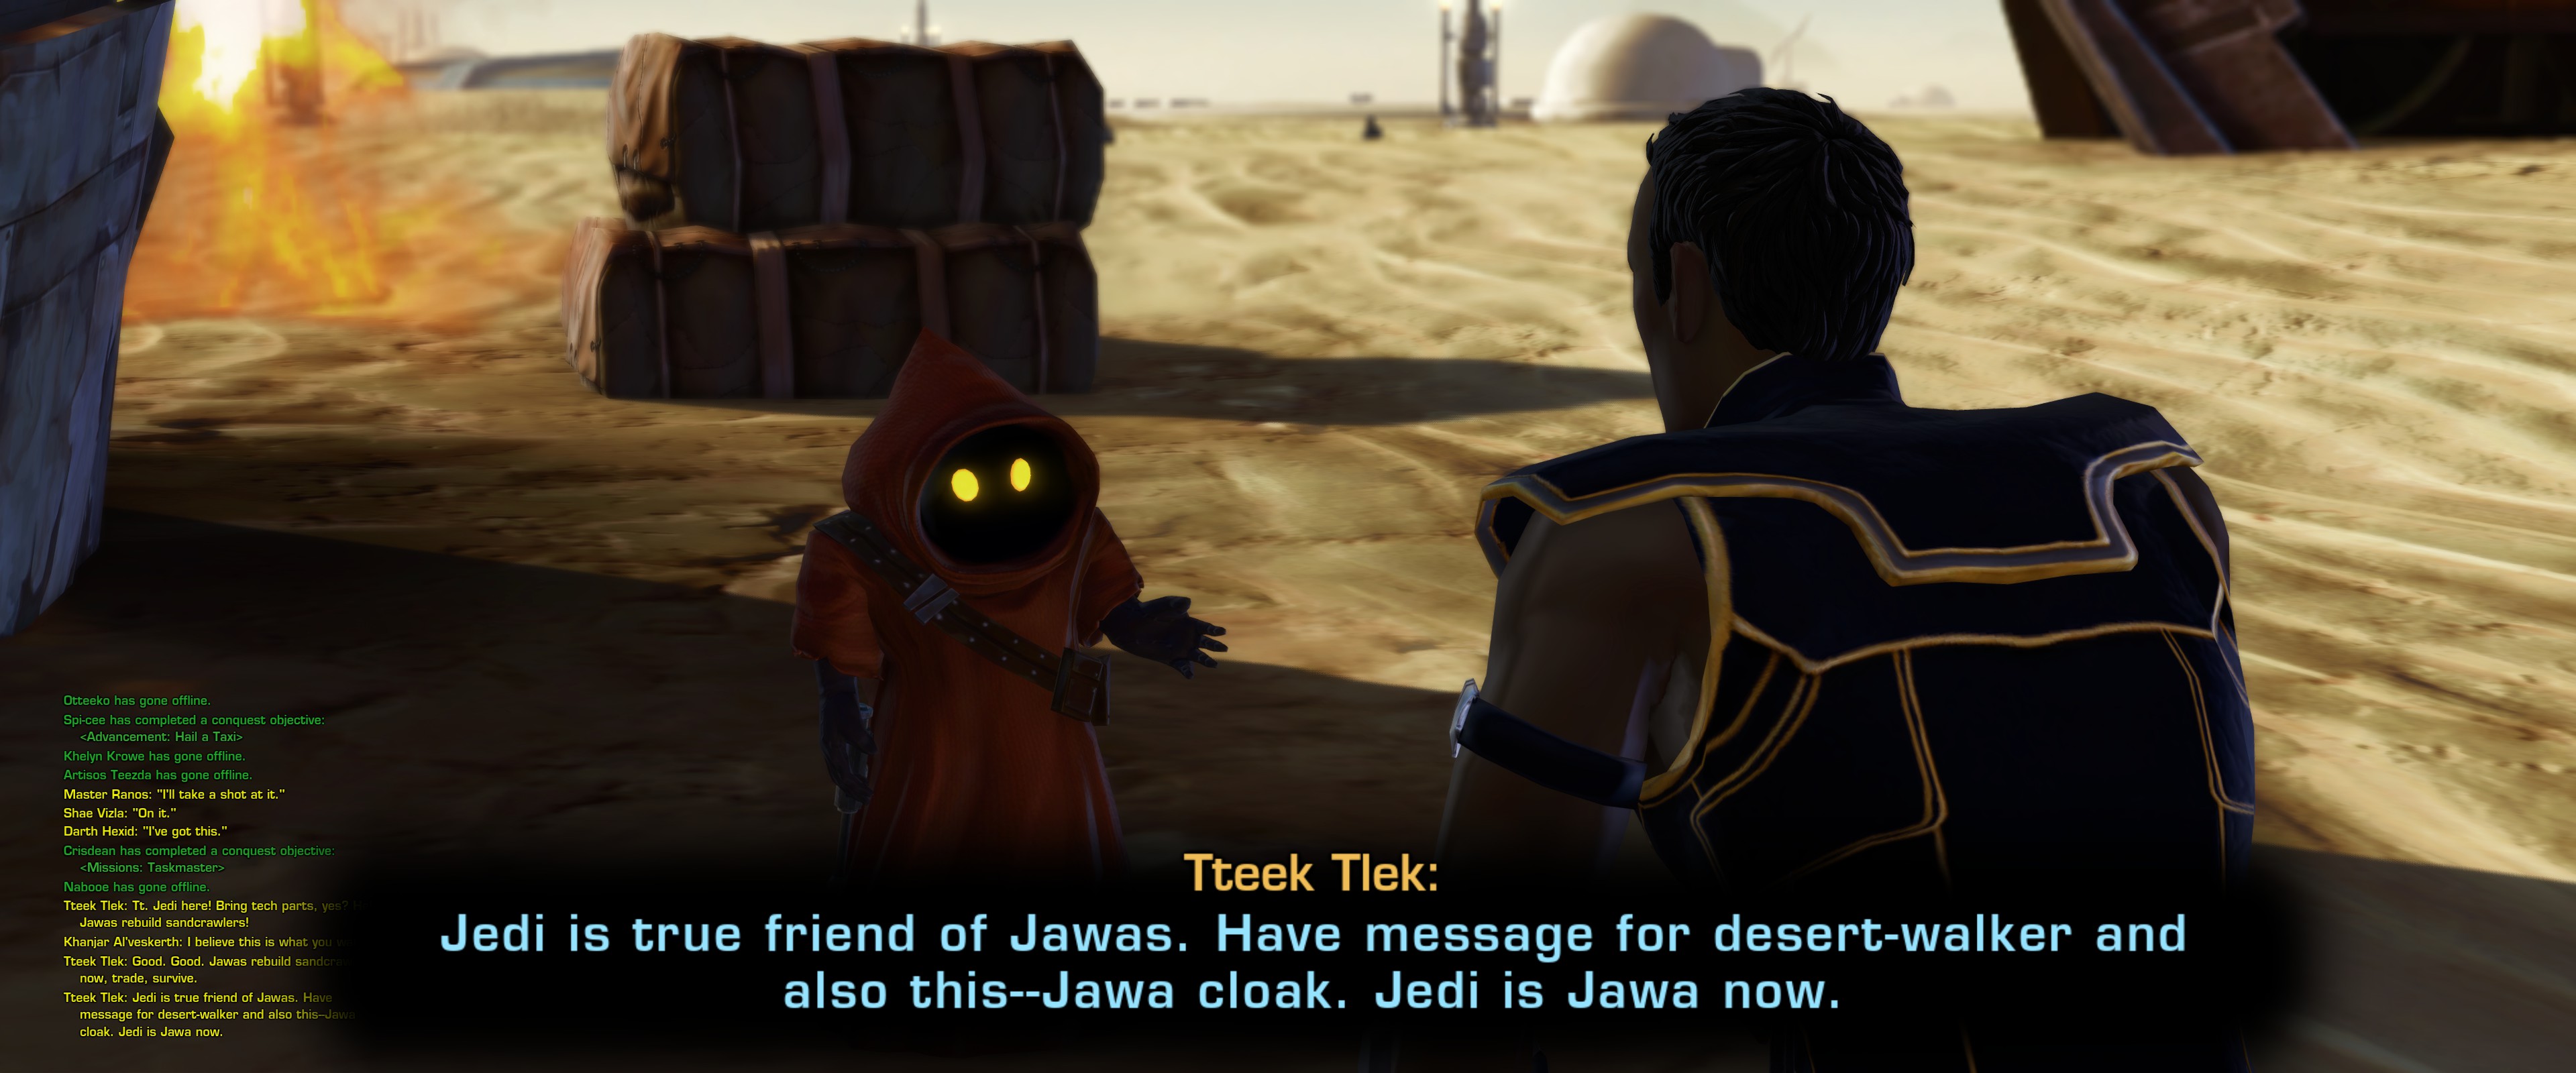 Otteeko has gone offline.
Spi-cee has completed a conquest objective:
<Advancement: Hail a Taxi>
Khelyn Krowe has gone offline.
Artisos Teezda has gone offline.
Master Ranos: "I'll take a shot at it."
Shae Vizla: "On it."
Darth Hexid: "I've got this."
Crisdean has completed a conquest objective:
<Missions: Taskmaster>
Nabooe has gone offline.
Tteek Tlek: Tt. Jedi here! Bring tech parts, yes?
Jawas rebuild sandcrawlers!
Khanjar Al'veskerth: I believe this is what you
Tteek Tlek: Good. Good. Jawas rebuild
now, trade, survive.
Tteek Tlek: Jedi is true friend of Jawas. Have
message for desert-walker and also this--Jawa
cloak. Jedi is Jawa now.
Tteek Tlek:
Jedi is true friend of Jawas. Have message for desert-walker and
also this--Jawa cloak. Jedi is Jawa now.